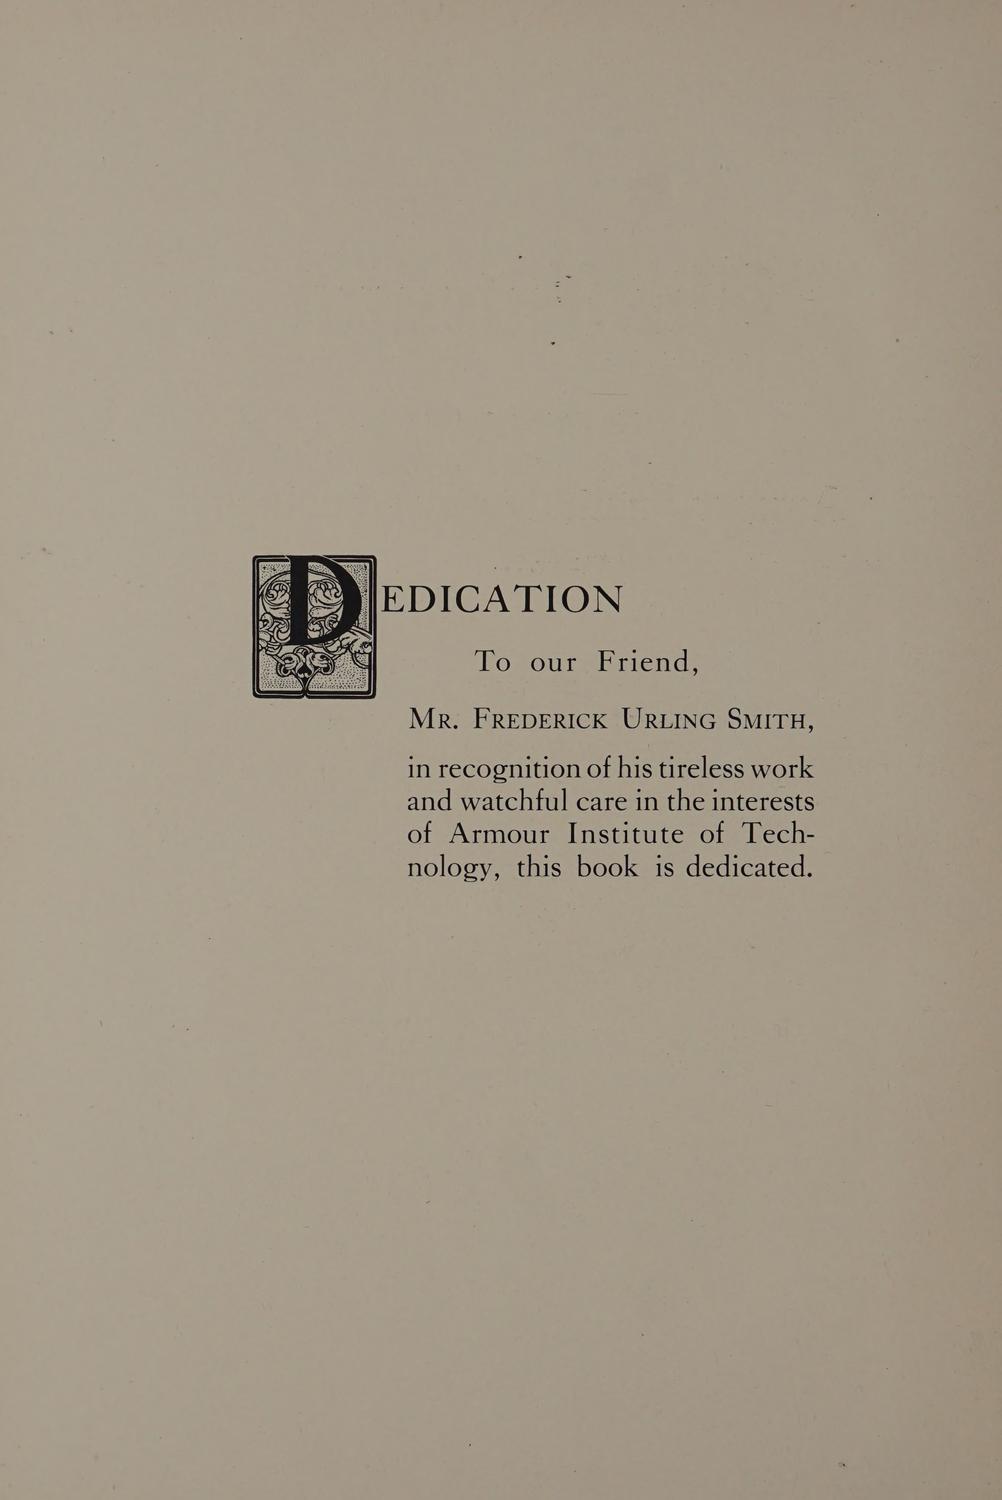 DEDICATION
To our Friend,
Mr. Frederick Urling Smith,
in recognition of his tireless work
and watchful care in the interests
of Armour Institute of Tech-
nology, this book is dedicated.